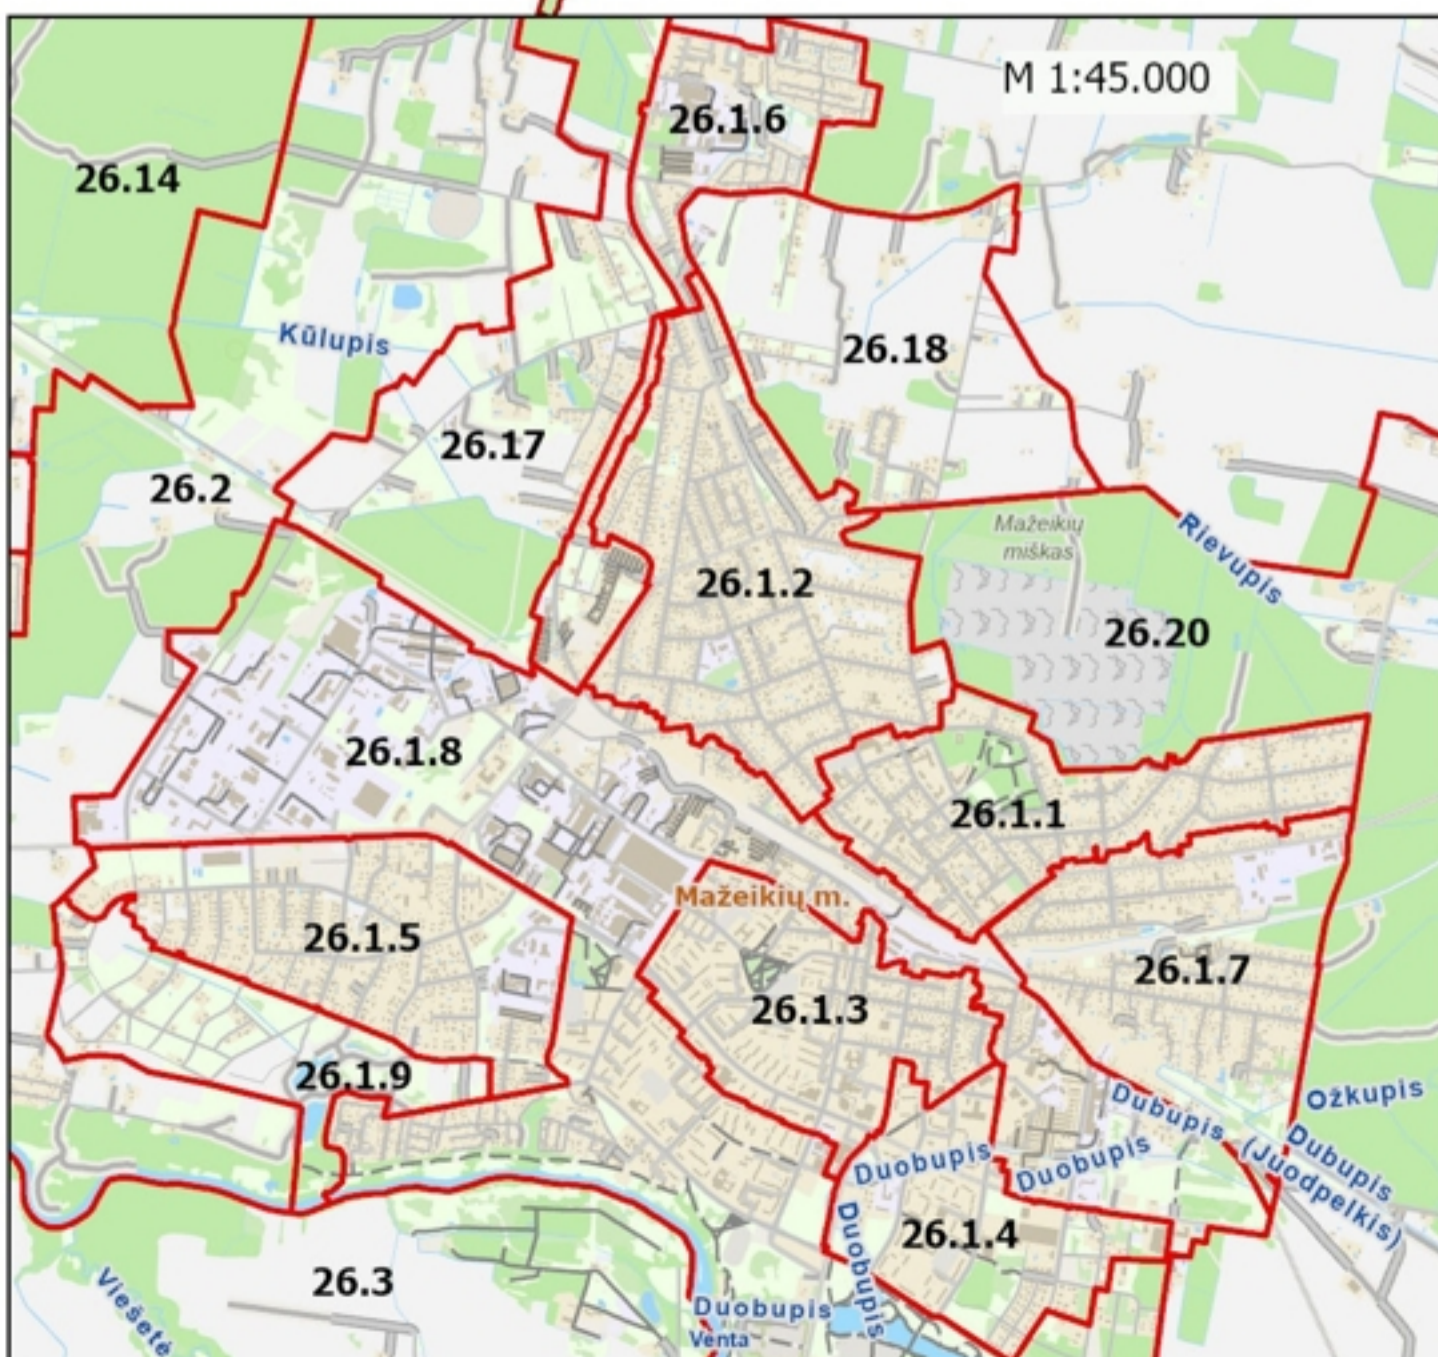 M 1:45.000
26.1.6
26.14
Kūlupis
26.18
26.17
26.2
Mažeikių
miškas
Rievupis
26.1.2
26.20
26.1.8
26.1.1
Mažeikių m.
26.1.5
26.1.7
26.1.3
26.1.9
Dubupis
Ožkupis
Dubupis
(Juodpelkis)
Duobupis
Duobupis
Duobupis
26.1.4
26.3
Viešetė
Duobupis
Venta